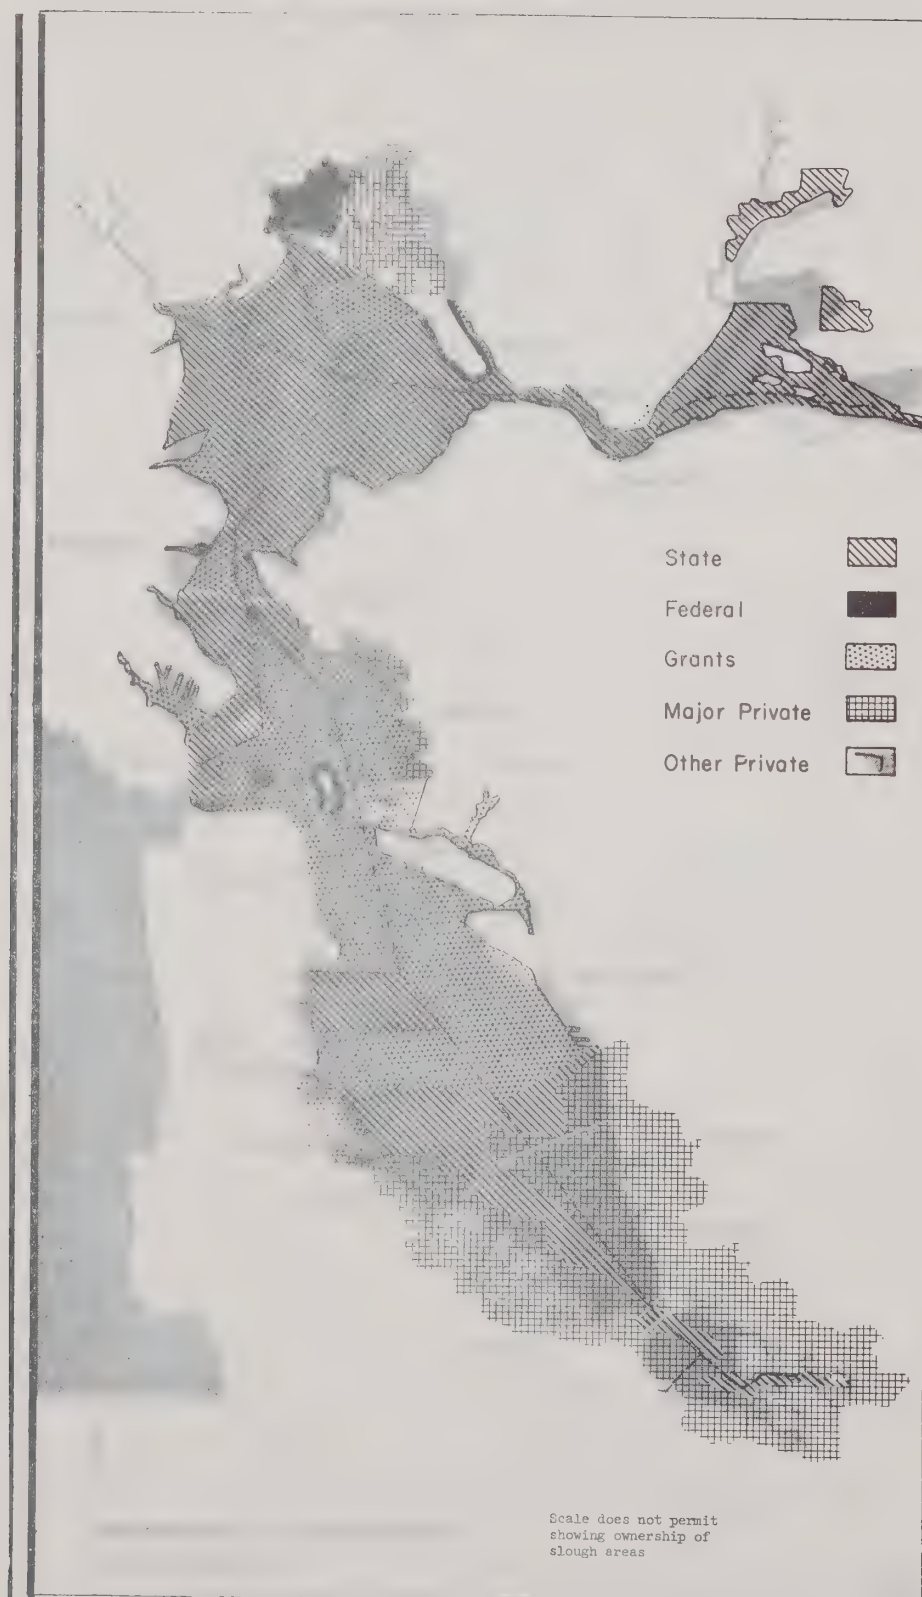 State
Federal
Grants
Major Private
Other Private
Scale does not permit
showing ownership of
slough areas